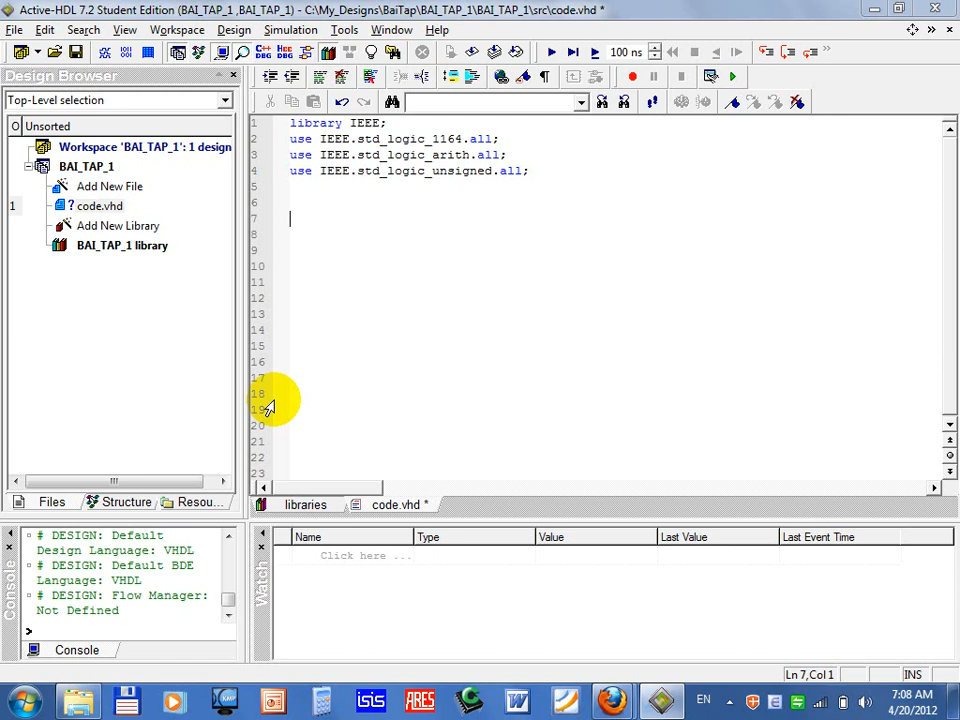 Active-HDL 7.2 Student Edition (BAI_TAP_1 ,BAI_TAP_1) - C:\My_Designs\BaiTap\BAI_TAP_1\BAI_TAP_1\src\code.vhd *
File Edit Search View Workspace Design Simulation Tools Window Help
100 ns
Design Browser
Top-Level selection
O Unsorted
Workspace 'BAI_TAP_1': 1 design
BAI_TAP_1
Add New File
1 ? code.vhd
Add New Library
BAI_TAP_1 library
Files Structure Resou...
1 library IEEE;
2 use IEEE.std_logic_1164.all;
3 use IEEE.std_logic_arith.all;
4 use IEEE.std_logic_unsigned.all;
5
6
7
8
9
10
11
12
13
14
15
16
17
18
19
20
21
22
23
libraries code.vhd *
Console
# DESIGN: Default
Design Language: VHDL
# DESIGN: Default BDE
Language: VHDL
# DESIGN: Flow Manager:
Not Defined
>
Console
Watch
Name Type Value Last Value Last Event Time
Click here ...
Ln 7,Col 1 INS
isis ARES W EN 7:08 AM
4/20/2012